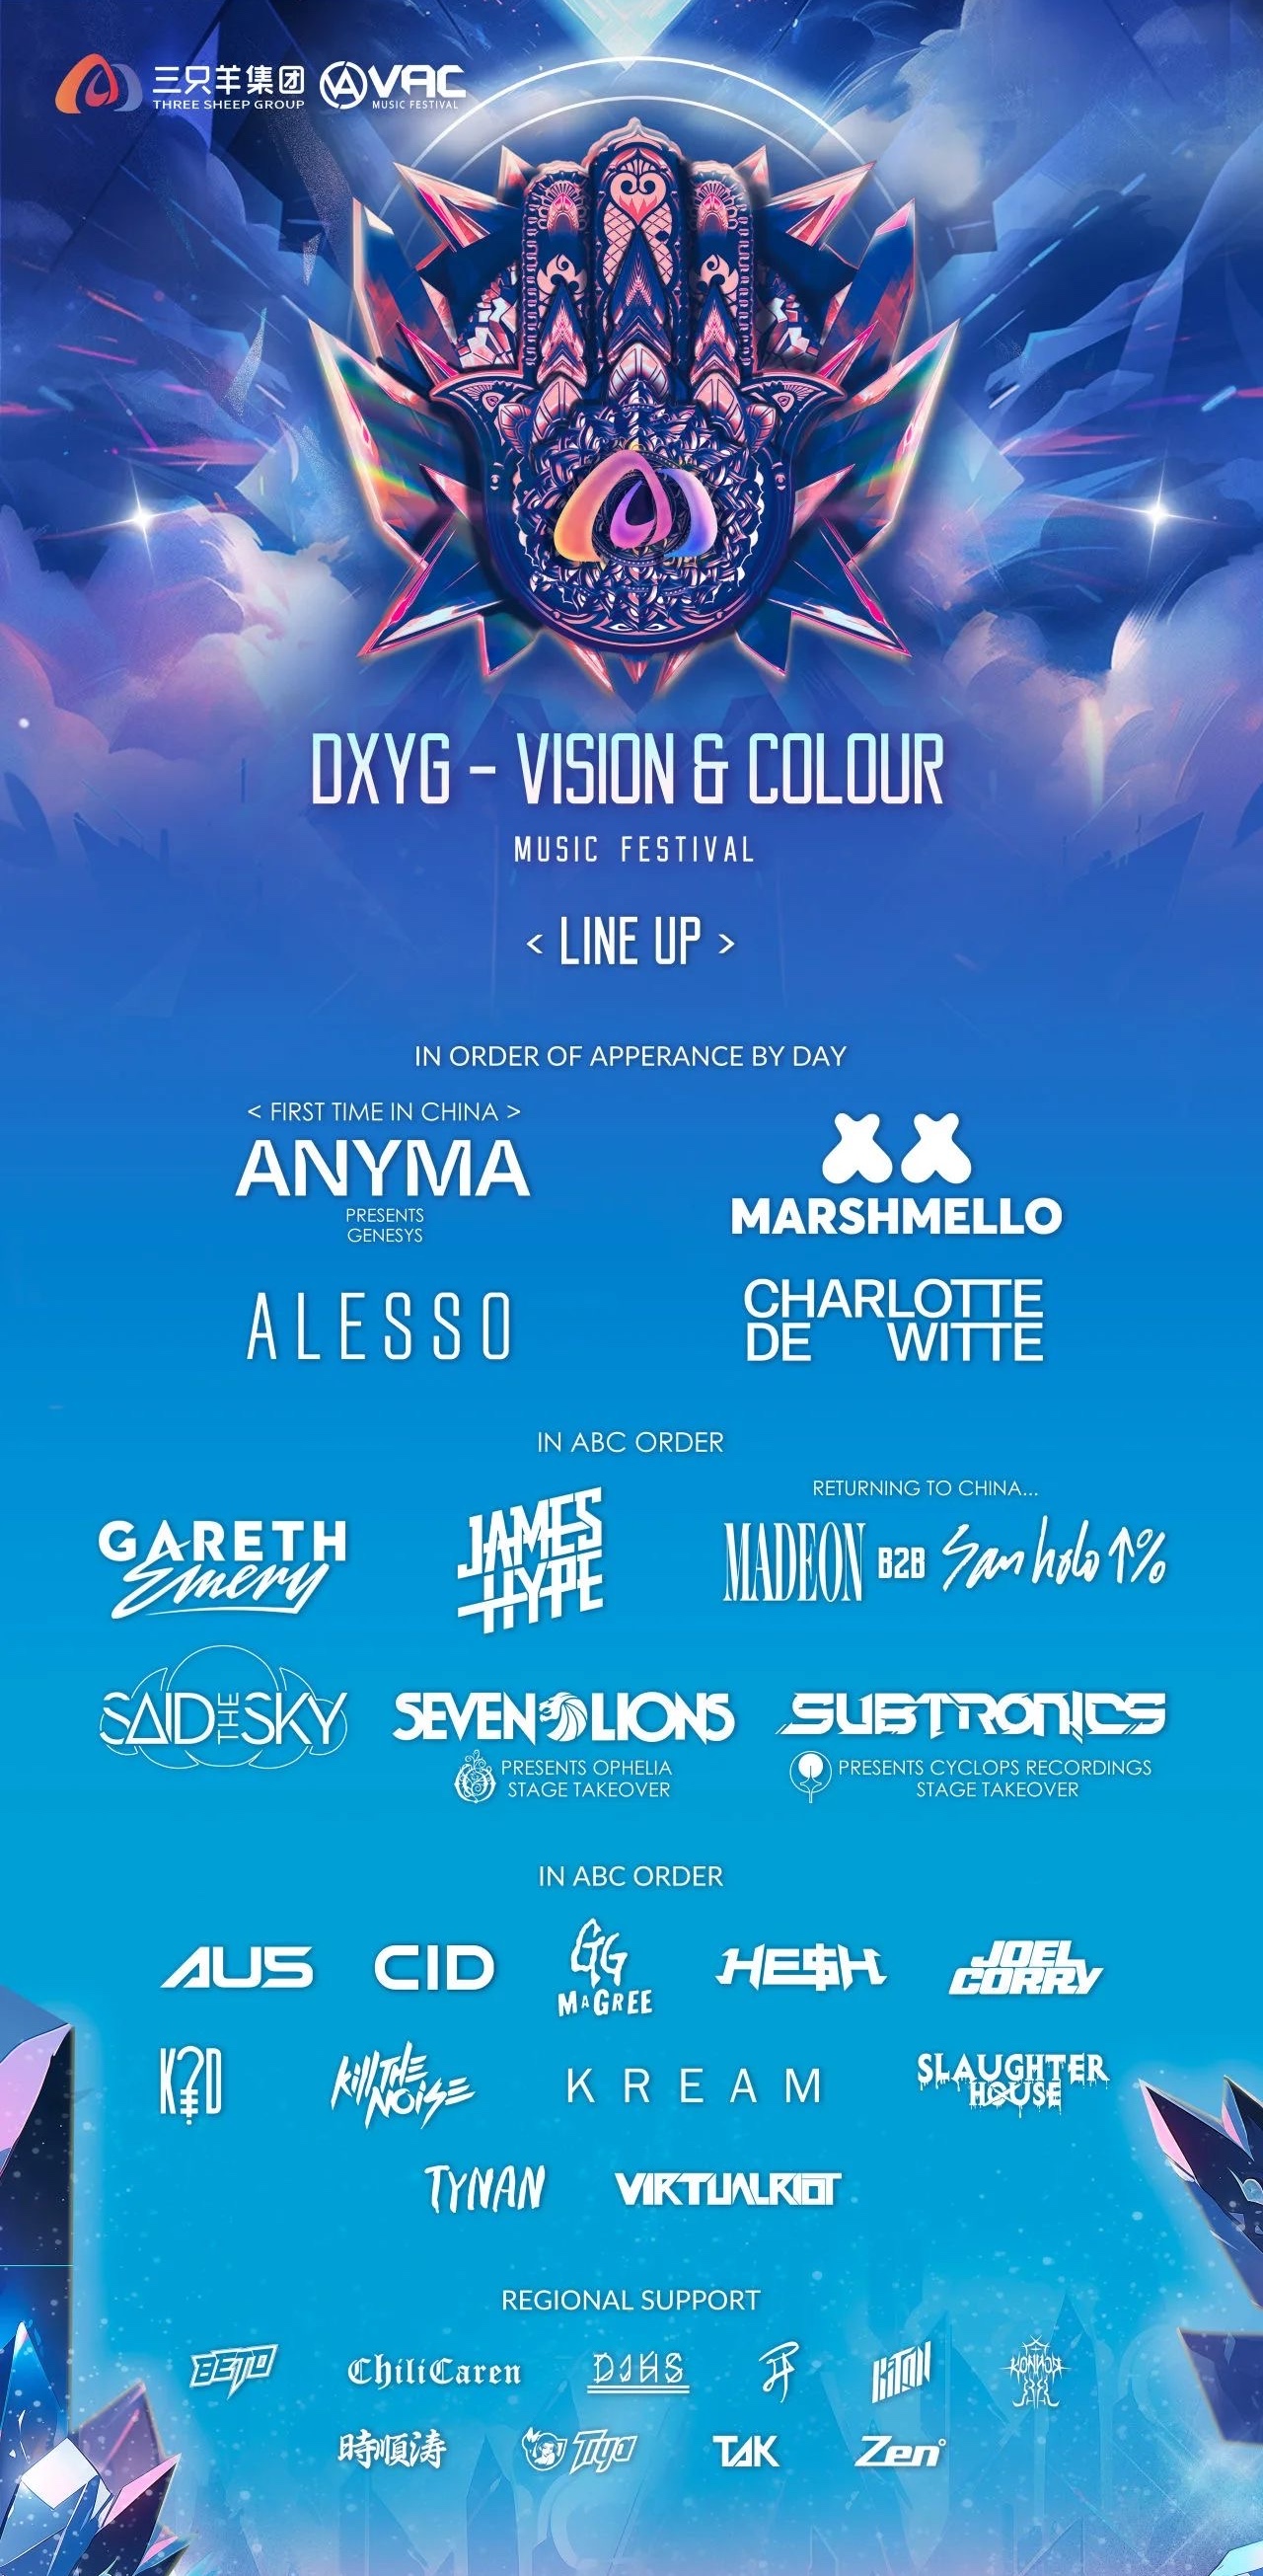 三只羊集团
THREE SHEEP GROUP
VAC
MUSIC FESTIVAL
DXYG – VISION & COLOUR
MUSIC FESTIVAL
< LINE UP >
IN ORDER OF APPERANCE BY DAY
< FIRST TIME IN CHINA >
ANYMA
PRESENTS
GENESYS
MARSHMELLO
ALESSO
CHARLOTTE
DE WITTE
IN ABC ORDER
GARETH
Emery
JAMES
HYPE
RETURNING TO CHINA...
MADEON B2B San holo ↑%
SAID THE SKY
SEVEN LIONS
PRESENTS OPHELIA
STAGE TAKEOVER
SUBTRONICS
PRESENTS CYCLOPS RECORDINGS
STAGE TAKEOVER
IN ABC ORDER
AU5
CID
GG
MAGREE
HE$H
JOEL
CORRY
K?D
Kill THE
NOISE
KREAM
SLAUGHTER
HOUSE
TYNAN
VIRTUAL RIOT
REGIONAL SUPPORT
BETO
ChiliCaren
DJHS
KONNOR
時順涛
Tiya
TAK
Zen°